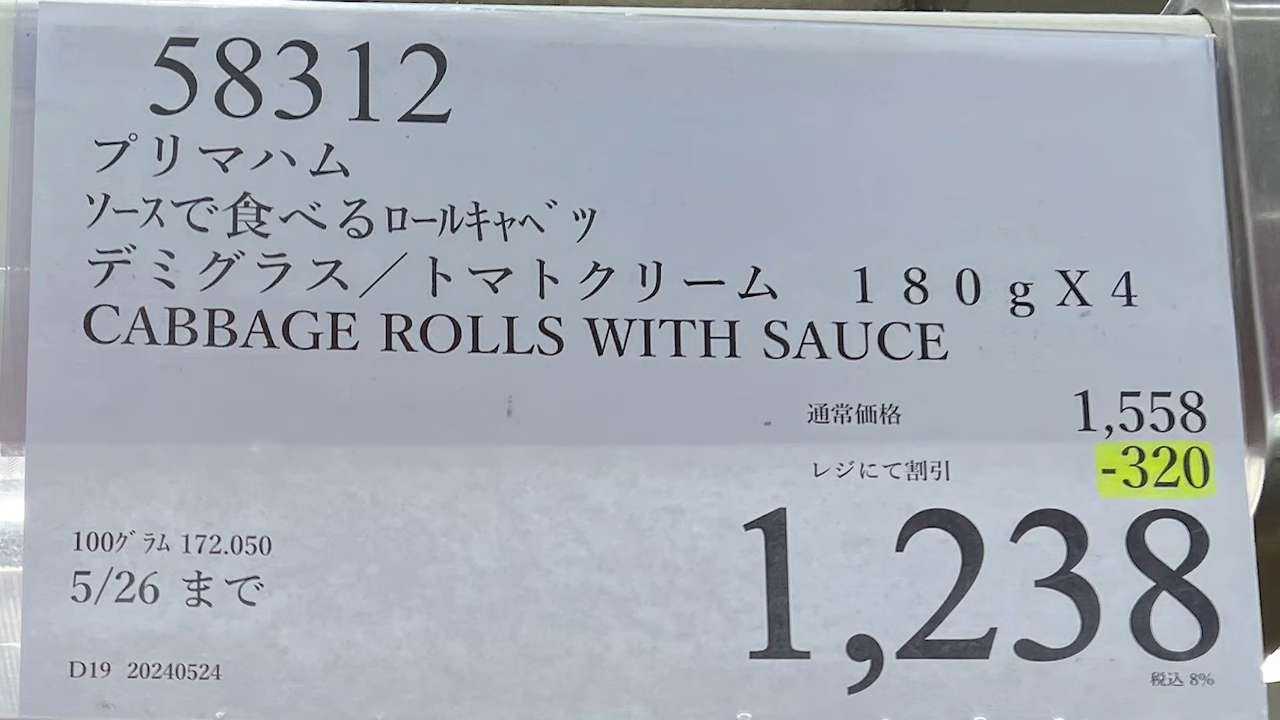 58312
プリマハム
ｿｰｽで食べるﾛｰﾙｷｬﾍﾞﾂ
デミグラス／トマトクリーム　１８０ｇＸ４
CABBAGE ROLLS WITH SAUCE
通常価格 1,558
レジにて割引 -320
1,238
100ｸﾞﾗﾑ 172.050
5/26 まで
税込 8%
D19 20240524